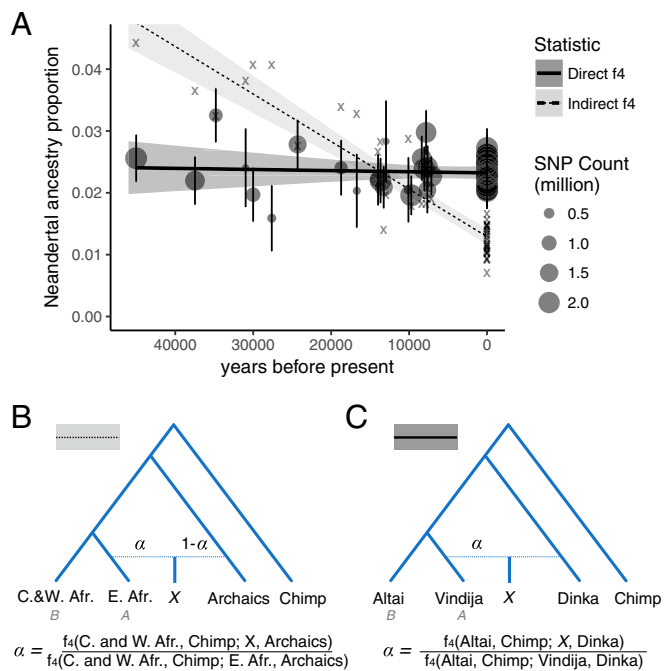 A
Neandertal ancestry proportion
0.04
0.03
0.02
0.01
0.00
40000 30000 20000 10000 0
years before present
Statistic
Direct f4
Indirect f4
SNP Count
(million)
0.5
1.0
1.5
2.0
B
α 1-α
C.&W. Afr. E. Afr. X Archaics Chimp
B A
α = f₄(C. and W. Afr., Chimp; X, Archaics)
f₄(C. and W. Afr., Chimp; E. Afr., Archaics)
C
α
Altai Vindija X Dinka Chimp
B A
α = f₄(Altai, Chimp; X, Dinka)
f₄(Altai, Chimp; Vindija, Dinka)